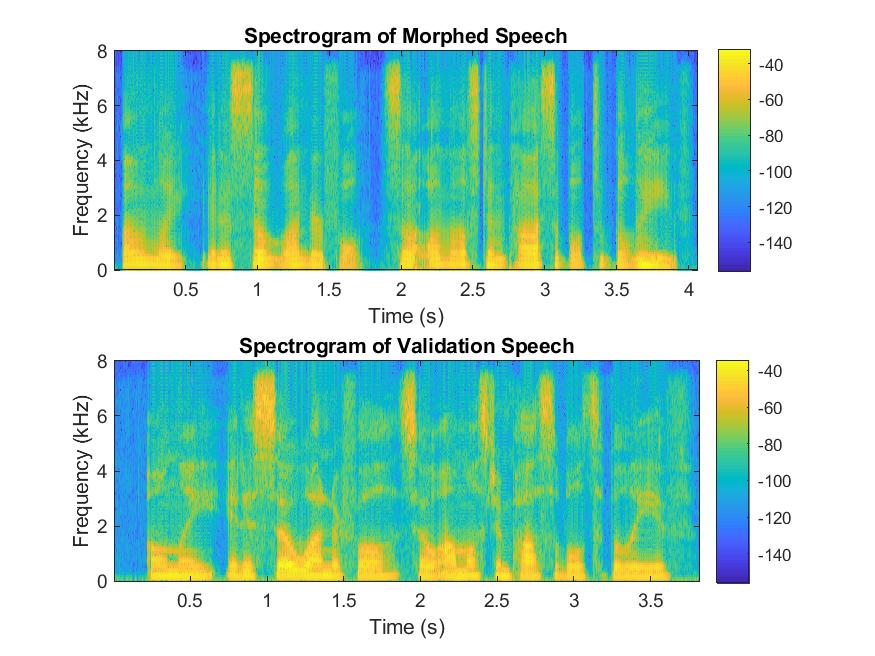 Spectrogram of Morphed Speech
8
6
4
2
0
Frequency (kHz)
0.5 1 1.5 2 2.5 3 3.5 4
Time (s)
-40
-60
-80
-100
-120
-140
Spectrogram of Validation Speech
8
6
4
2
0
Frequency (kHz)
0.5 1 1.5 2 2.5 3 3.5
Time (s)
-40
-60
-80
-100
-120
-140